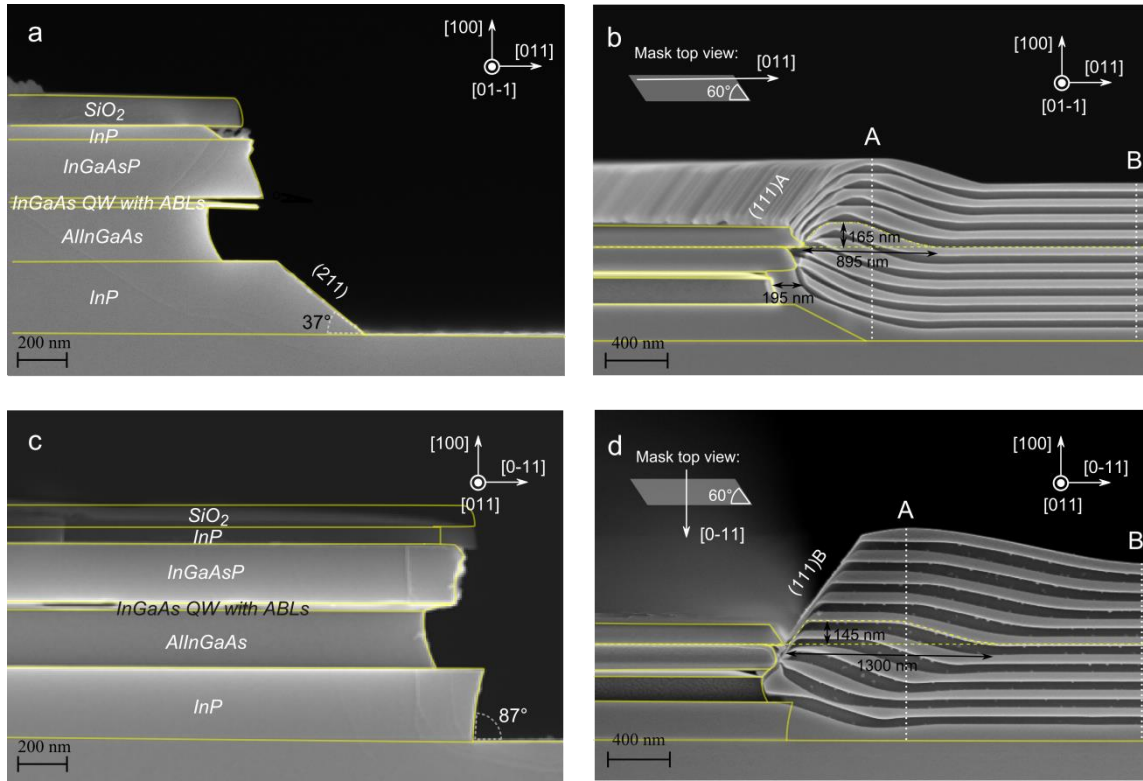 a
[100]
[011]
[01-1]
SiO2
InP
InGaAsP
InGaAs QW with ABLs
AlInGaAs
InP
(211)
37°
200 nm
b
Mask top view:
[011]
60°
[100]
[011]
[01-1]
A
B
(111)A
165 nm
895 nm
195 nm
400 nm
c
[100]
[0-11]
[011]
SiO2
InP
InGaAsP
InGaAs QW with ABLs
AlInGaAs
InP
87°
200 nm
d
Mask top view:
60°
[0-11]
[100]
[0-11]
[011]
A
B
(111)B
145 nm
1300 nm
400 nm